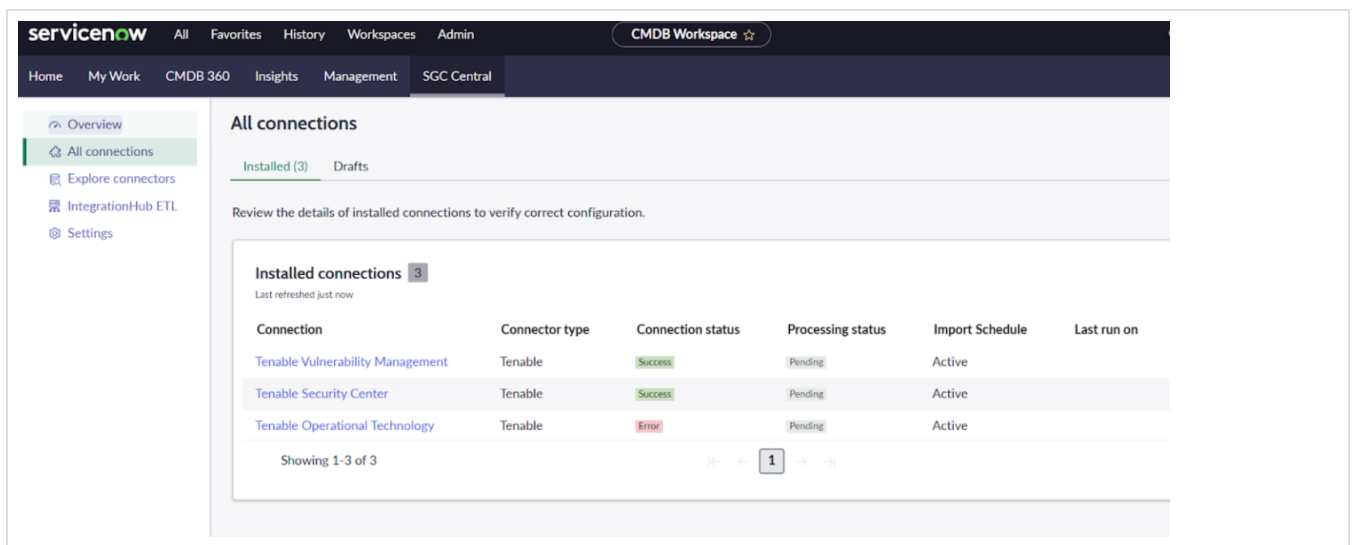 servicenow All Favorites History Workspaces Admin CMDB Workspace
Home My Work CMDB 360 Insights Management SGC Central
Overview
All connections
Explore connectors
IntegrationHub ETL
Settings
All connections
Installed (3) Drafts
Review the details of installed connections to verify correct configuration.
Installed connections 3
Last refreshed just now
Connection Connector type Connection status Processing status Import Schedule Last run on
Tenable Vulnerability Management Tenable Success Pending Active
Tenable Security Center Tenable Success Pending Active
Tenable Operational Technology Tenable Error Pending Active
Showing 1-3 of 3 1